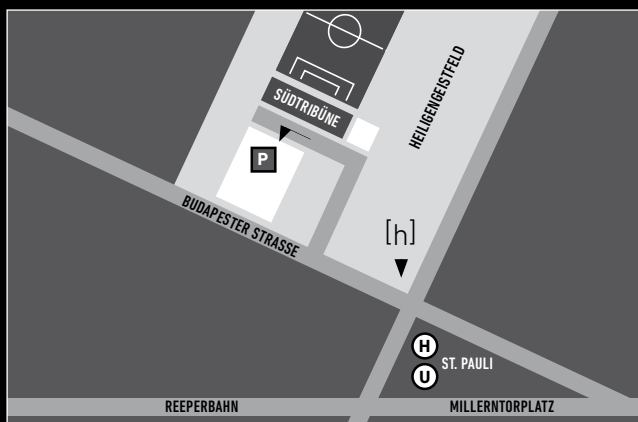 SÜDTRIBÜNE
HEILIGENGEISTFELD
P
BUDAPESTER STRASSE
[h]
H
ST. PAULI
U
REEPERBAHN
MILLERNTORPLATZ